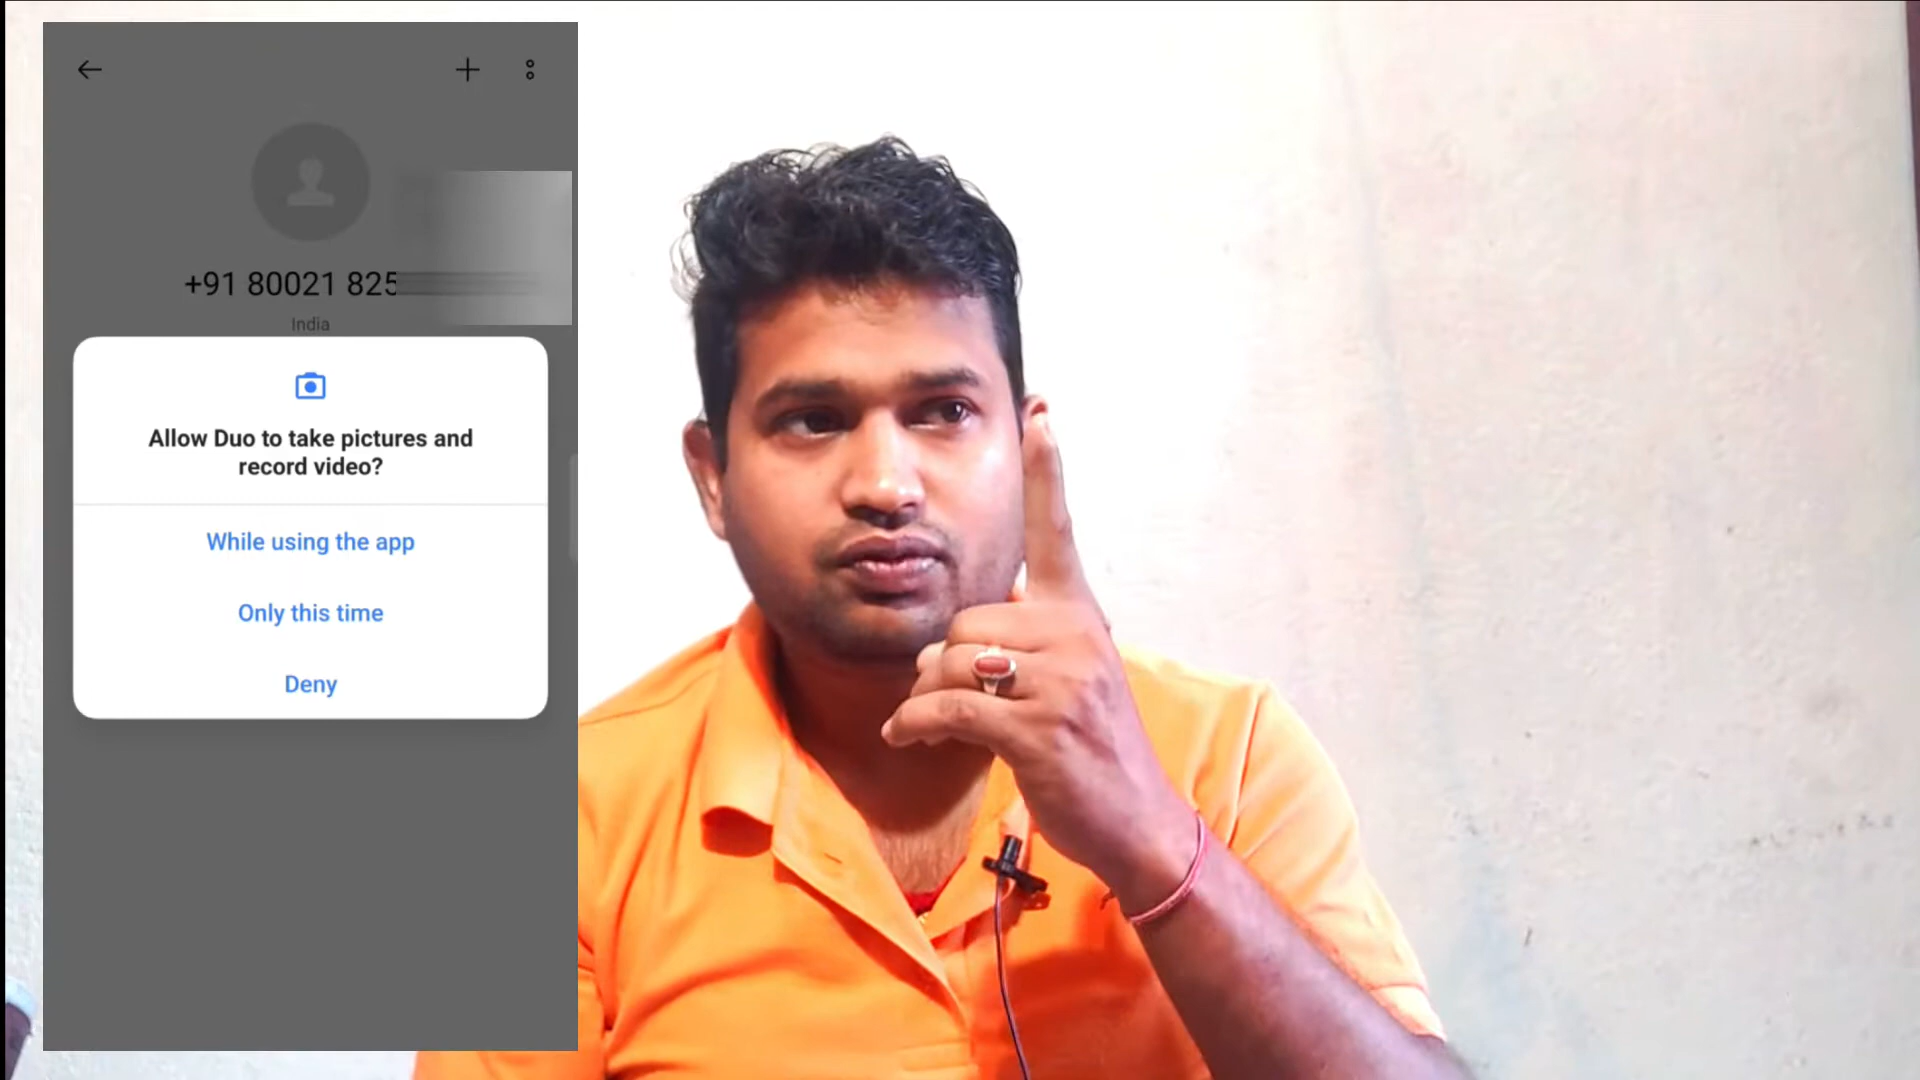 +91 80021 825
India
Allow Duo to take pictures and
record video?
While using the app
Only this time
Deny